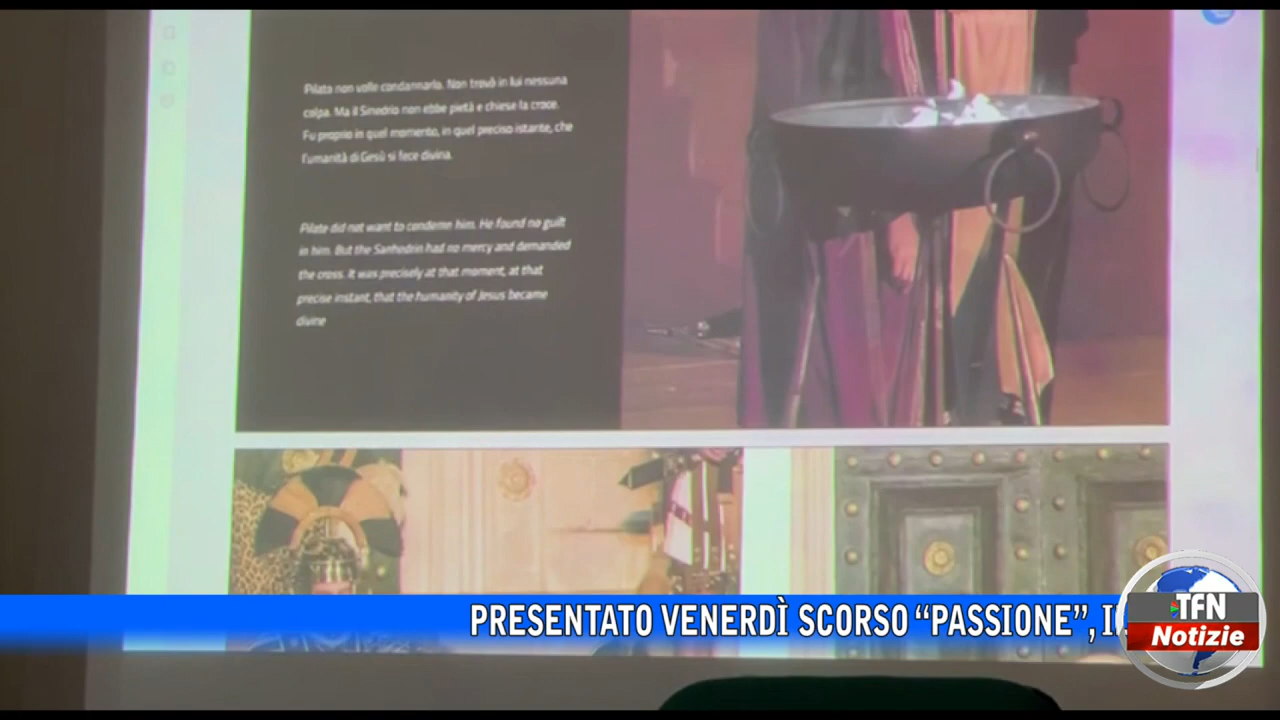 Pilato non volle condannarlo. Non trovò in lui nessuna
colpa. Ma il Sinedrio non ebbe pietà e chiese la croce.
Fu proprio in quel momento, in quel preciso istante, che
l'umanità di Gesù si fece divina.
Pilate did not want to condemn him. He found no guilt
in him. But the Sanhedrin had no mercy and demanded
the cross. It was precisely at that moment, at that
precise instant, that the humanity of Jesus became
divine
PRESENTATO VENERDÌ SCORSO “PASSIONE”,
TFN
Notizie